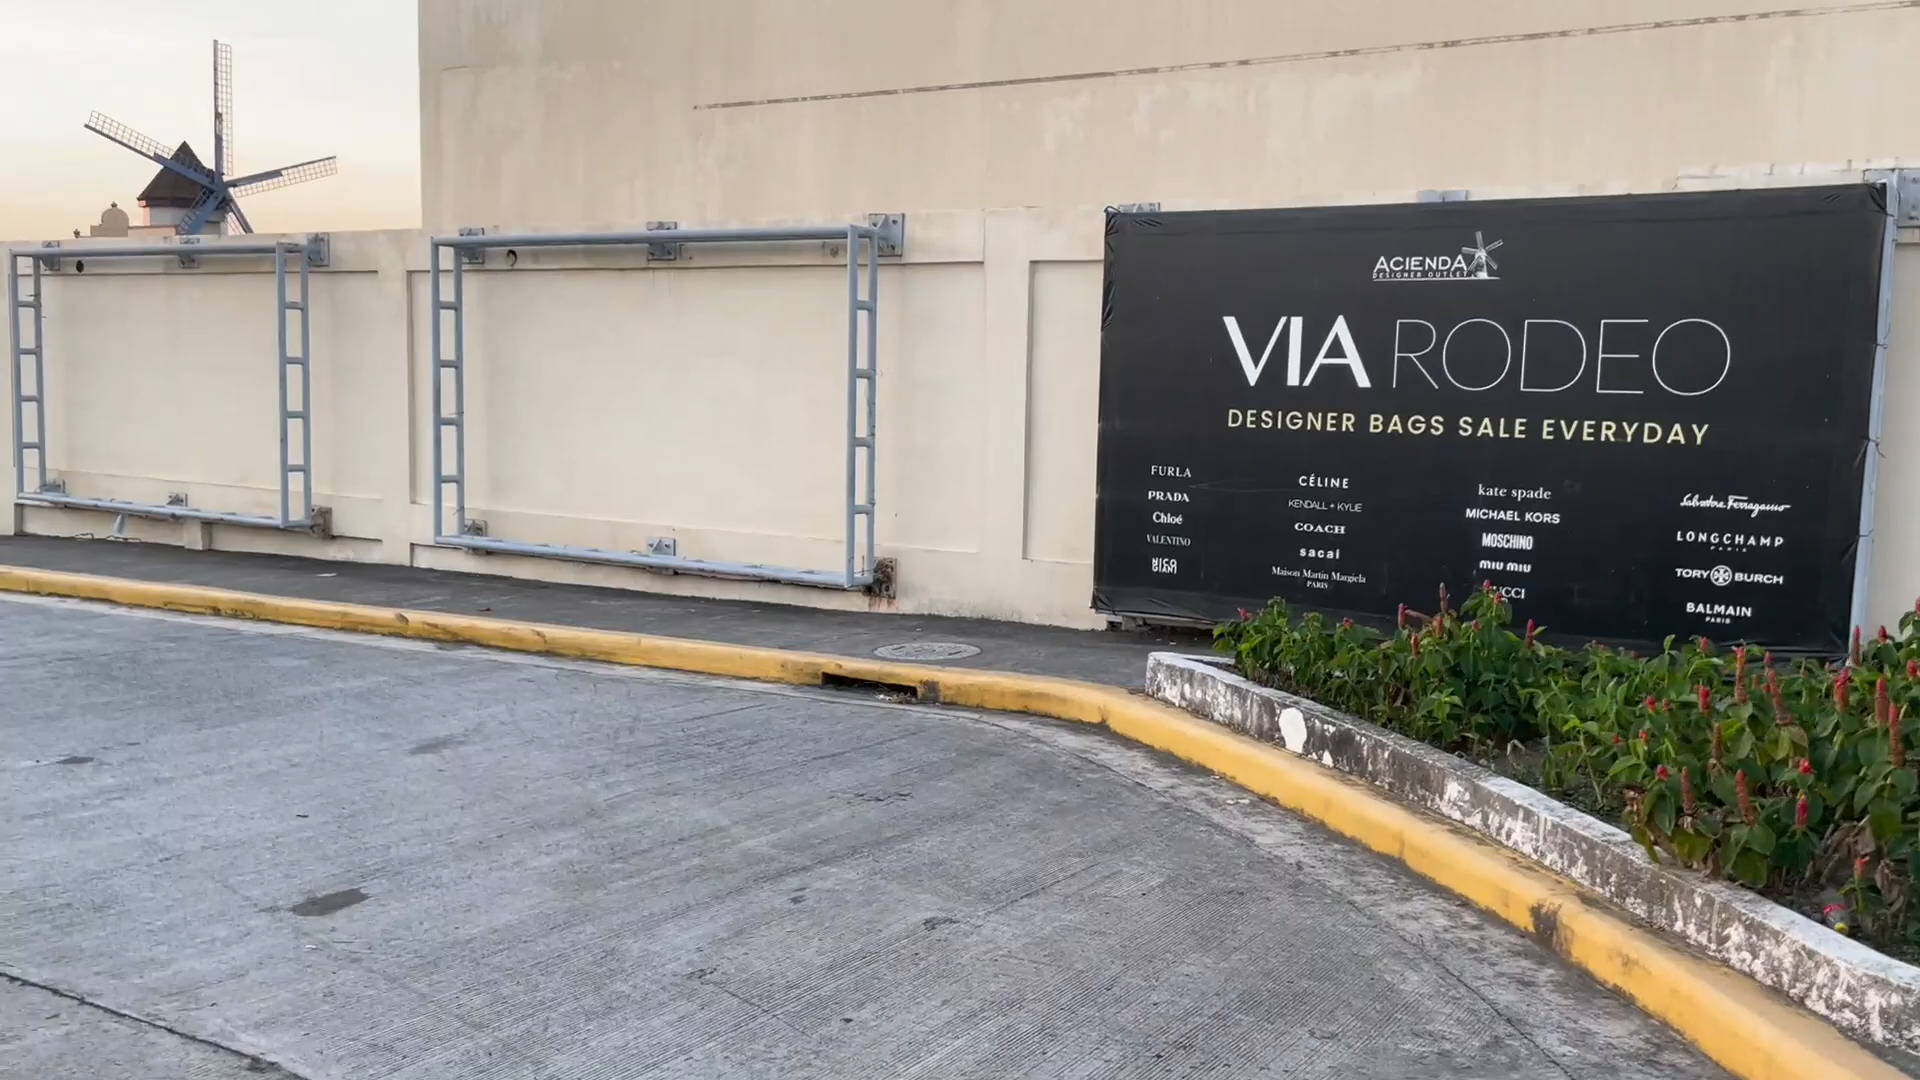 ACIENDA
DESIGNER OUTLET
VIA RODEO
DESIGNER BAGS SALE EVERYDAY
FURLA
PRADA
Chloé
VALENTINO
CÉLINE
KENDALL + KYLIE
COACH
sacai
Maison Martin Margiela
PARIS
kate spade
MICHAEL KORS
MOSCHINO
miu miu
Salvatore Ferragamo
LONGCHAMP
PARIS
TORY BURCH
BALMAIN
PARIS